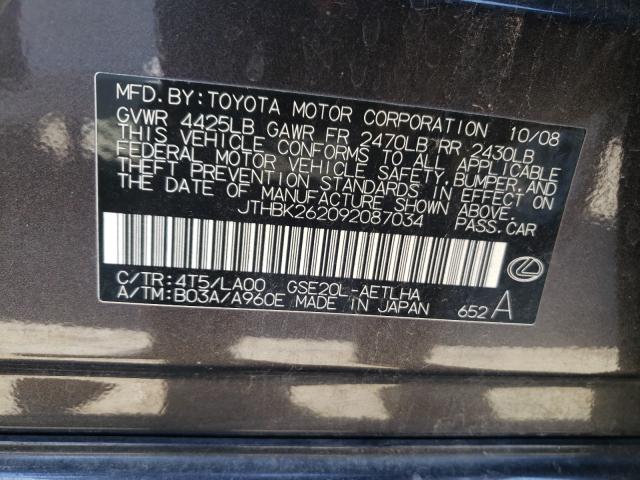 MFD. BY: TOYOTA MOTOR CORPORATION 10/08
GVWR 4425LB GAWR FR 2470LB RR 2430LB
THIS VEHICLE CONFORMS TO ALL APPLICABLE
FEDERAL MOTOR VEHICLE SAFETY, BUMPER, AND
THEFT PREVENTION STANDARDS IN EFFECT ON
THE DATE OF MANUFACTURE SHOWN ABOVE.
JTHBK262092087034 PASS. CAR
C/TR: 4T5/LA00 GSE20L-AETLHA
A/TM: B03A/A960E MADE IN JAPAN 652 A